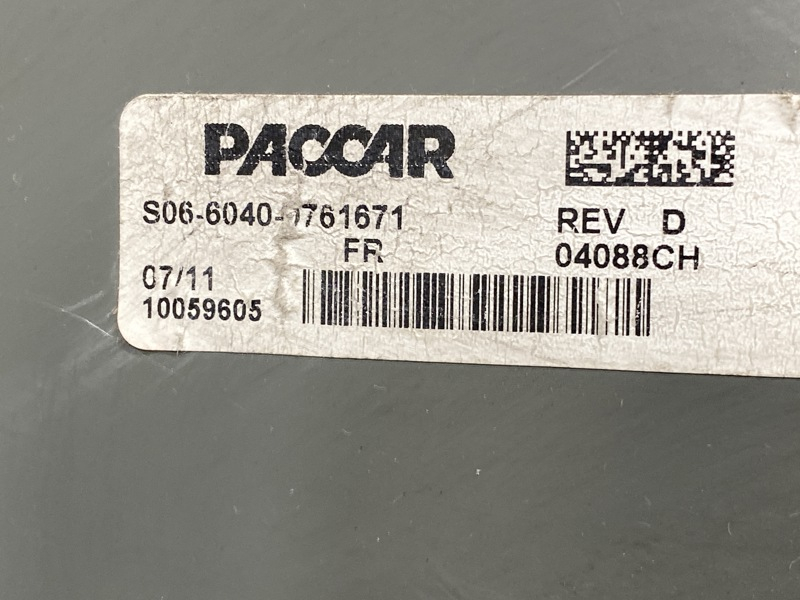 PACCAR
S06-6040-0761671 REV D
FR 04088CH
07/11
10059605